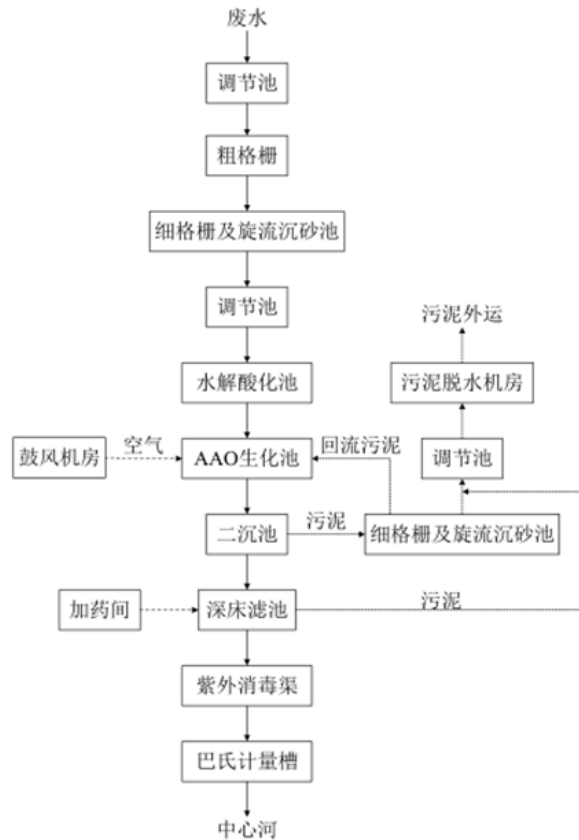 废水
调节池
粗格栅
细格栅及旋流沉砂池
调节池
污泥外运
水解酸化池
污泥脱水机房
鼓风机房
空气
AAO生化池
回流污泥
调节池
二沉池
污泥
细格栅及旋流沉砂池
加药间
深床滤池
污泥
紫外消毒渠
巴氏计量槽
中心河